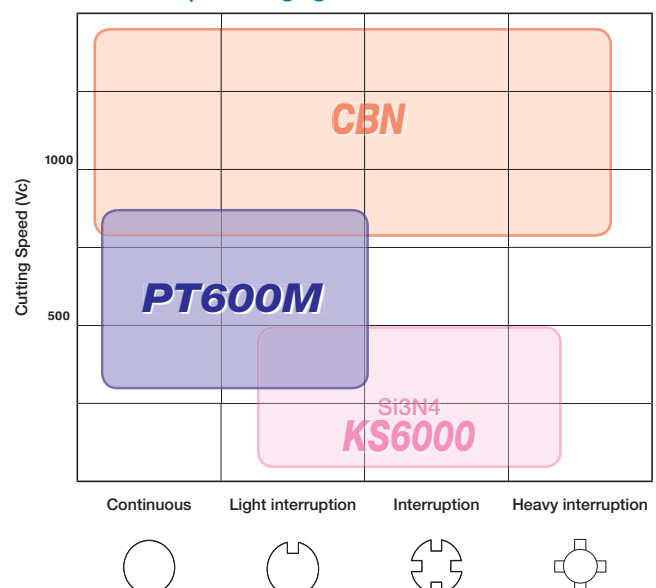 CBN
1000
Cutting Speed (Vc)
PT600M
500
Si3N4
KS6000
Continuous Light interruption Interruption Heavy interruption